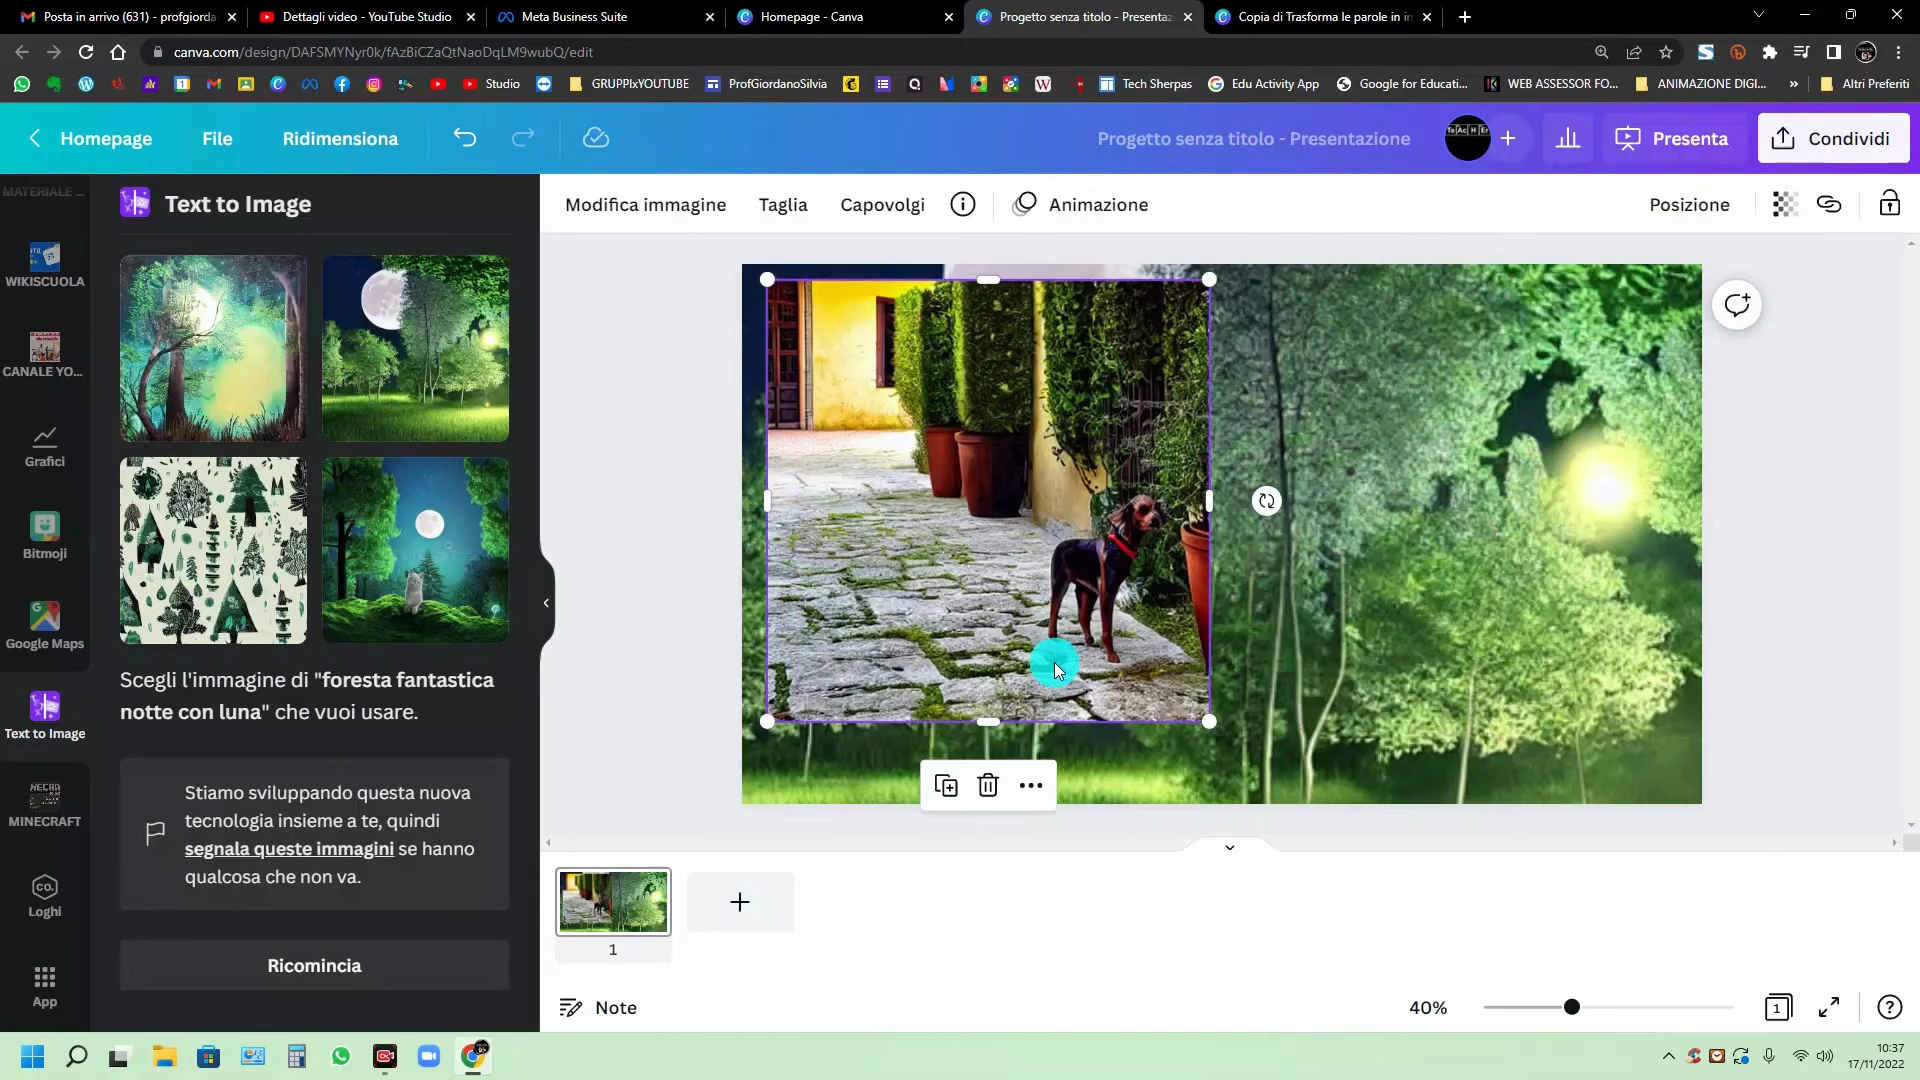 Posta in arrivo (631) - profgiorda
Dettagli video - YouTube Studio
Meta Business Suite
Homepage - Canva
Progetto senza titolo - Presentaz
Copia di Trasforma le parole in im
canva.com/design/DAFSMYNyr0k/fAzBiCZaQtNaoDqLM9wubQ/edit
Studio
GRUPPIxYOUTUBE
ProfGiordanoSilvia
Tech Sherpas
Edu Activity App
Google for Educati...
WEB ASSESSOR FO...
ANIMAZIONE DIGI...
»
Altri Preferiti
Homepage
File
Ridimensiona
Progetto senza titolo - Presentazione
Presenta
Condividi
MATERIALE ...
WIKISCUOLA
CANALE YO...
Grafici
Bitmoji
Google Maps
Text to Image
MINECRAFT
CO.
Loghi
App
Text to Image
Scegli l'immagine di "foresta fantastica
notte con luna" che vuoi usare.
Stiamo sviluppando questa nuova
tecnologia insieme a te, quindi
segnala queste immagini se hanno
qualcosa che non va.
Ricomincia
Modifica immagine
Taglia
Capovolgi
Animazione
Posizione
1
Note
40%
1
10:37
17/11/2022